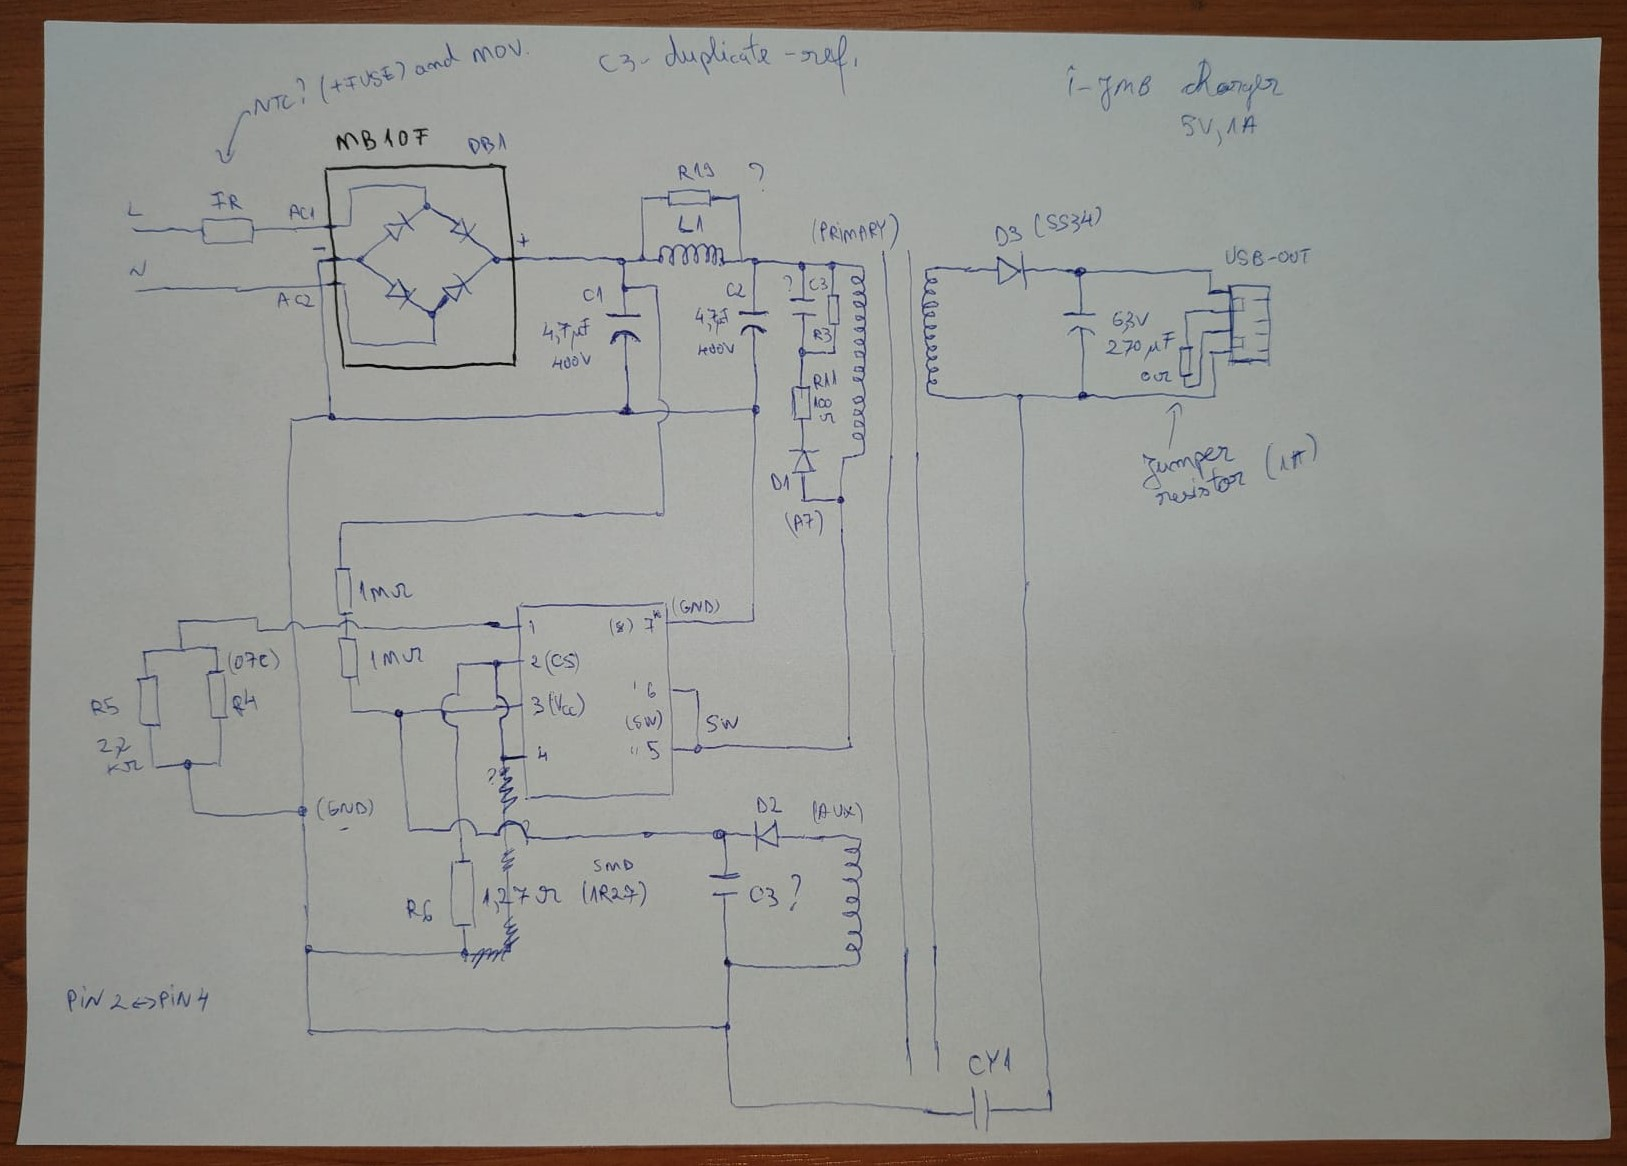 NTC? (+FUSE) and MOV.
C3 - duplicate - ref.
i-JMB charger
5V, 1A
MB10F
DB1
L
FR
AC1
-
N
AC2
+
R19
?
L1
(PRIMARY)
C1
4,7µF
400V
C2
4,7µF
400V
?
C3
R3
R11
100
Ω
D1
(A7)
D3 (SS34)
USB-OUT
6,3V
270µF
0Ω
Jumper
resistor (1A)
1MΩ
1MΩ
1
2 (CS)
3 (Vcc)
4
(8) 7*
(GND)
6
(SW)
5
SW
(07C)
R5
R4
2,2
KΩ
(GND)
?
?
D2
(AUX)
SMD
R6
1,27Ω (1R27)
C3?
PIN 2 <-> PIN 4
CY1